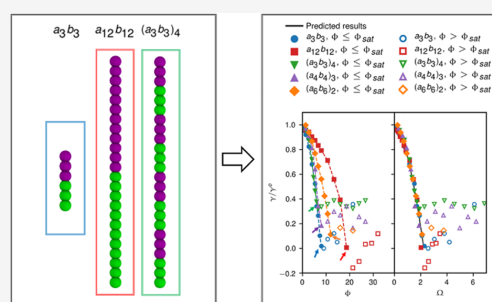 a₃b₃ a₁₂b₁₂ (a₃b₃)₄
Predicted results
a₃b₃, Φ ≤ Φsat a₃b₃, Φ > Φsat
a₁₂b₁₂, Φ ≤ Φsat a₁₂b₁₂, Φ > Φsat
(a₃b₃)₄, Φ ≤ Φsat (a₃b₃)₄, Φ > Φsat
(a₄b₄)₃, Φ ≤ Φsat (a₄b₄)₃, Φ > Φsat
(a₆b₆)₂, Φ ≤ Φsat (a₆b₆)₂, Φ > Φsat
γ/γ⁰
1.0
0.8
0.6
0.4
0.2
0.0
−0.2
0 10 20 30 0 2 4 6
Φ Ω